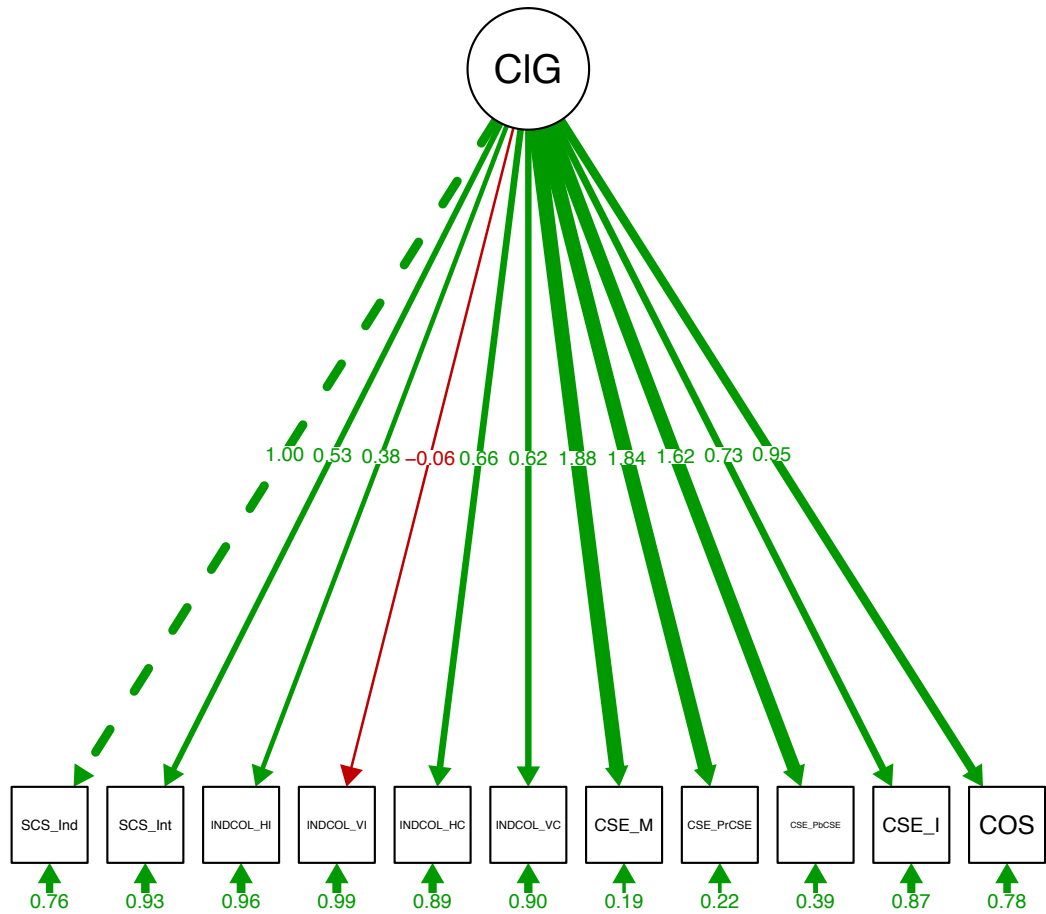 CIG
1.00 0.53 0.38 −0.06 0.66 0.62 1.88 1.84 1.62 0.73 0.95
SCS_Ind SCS_Int INDCOL_HI INDCOL_VI INDCOL_HC INDCOL_VC CSE_M CSE_PrCSE CSE_PbCSE CSE_I COS
0.76 0.93 0.96 0.99 0.89 0.90 0.19 0.22 0.39 0.87 0.78